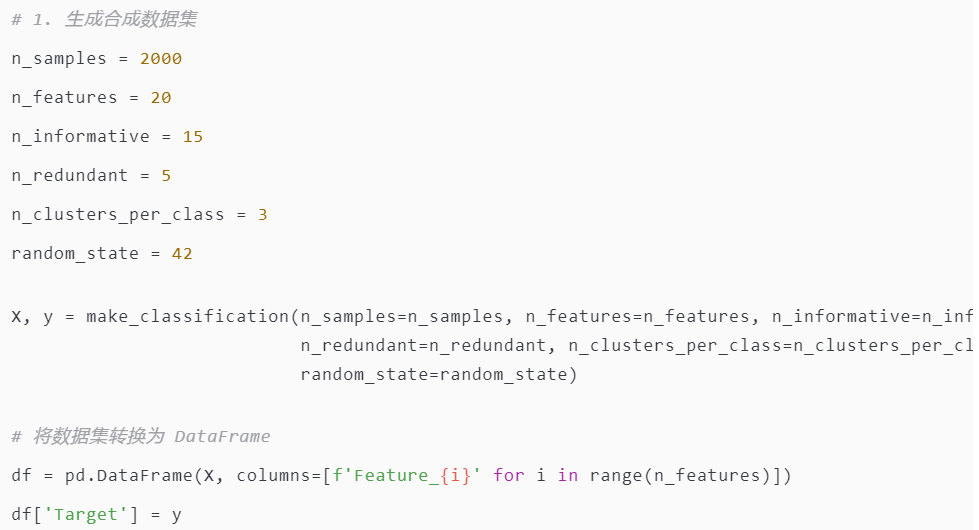 # 1. 生成合成数据集
n_samples = 2000
n_features = 20
n_informative = 15
n_redundant = 5
n_clusters_per_class = 3
random_state = 42
X, y = make_classification(n_samples=n_samples, n_features=n_features, n_informative=n_inf
n_redundant=n_redundant, n_clusters_per_class=n_clusters_per_cl
random_state=random_state)
# 将数据集转换为 DataFrame
df = pd.DataFrame(X, columns=[f'Feature_{i}' for i in range(n_features)])
df['Target'] = y